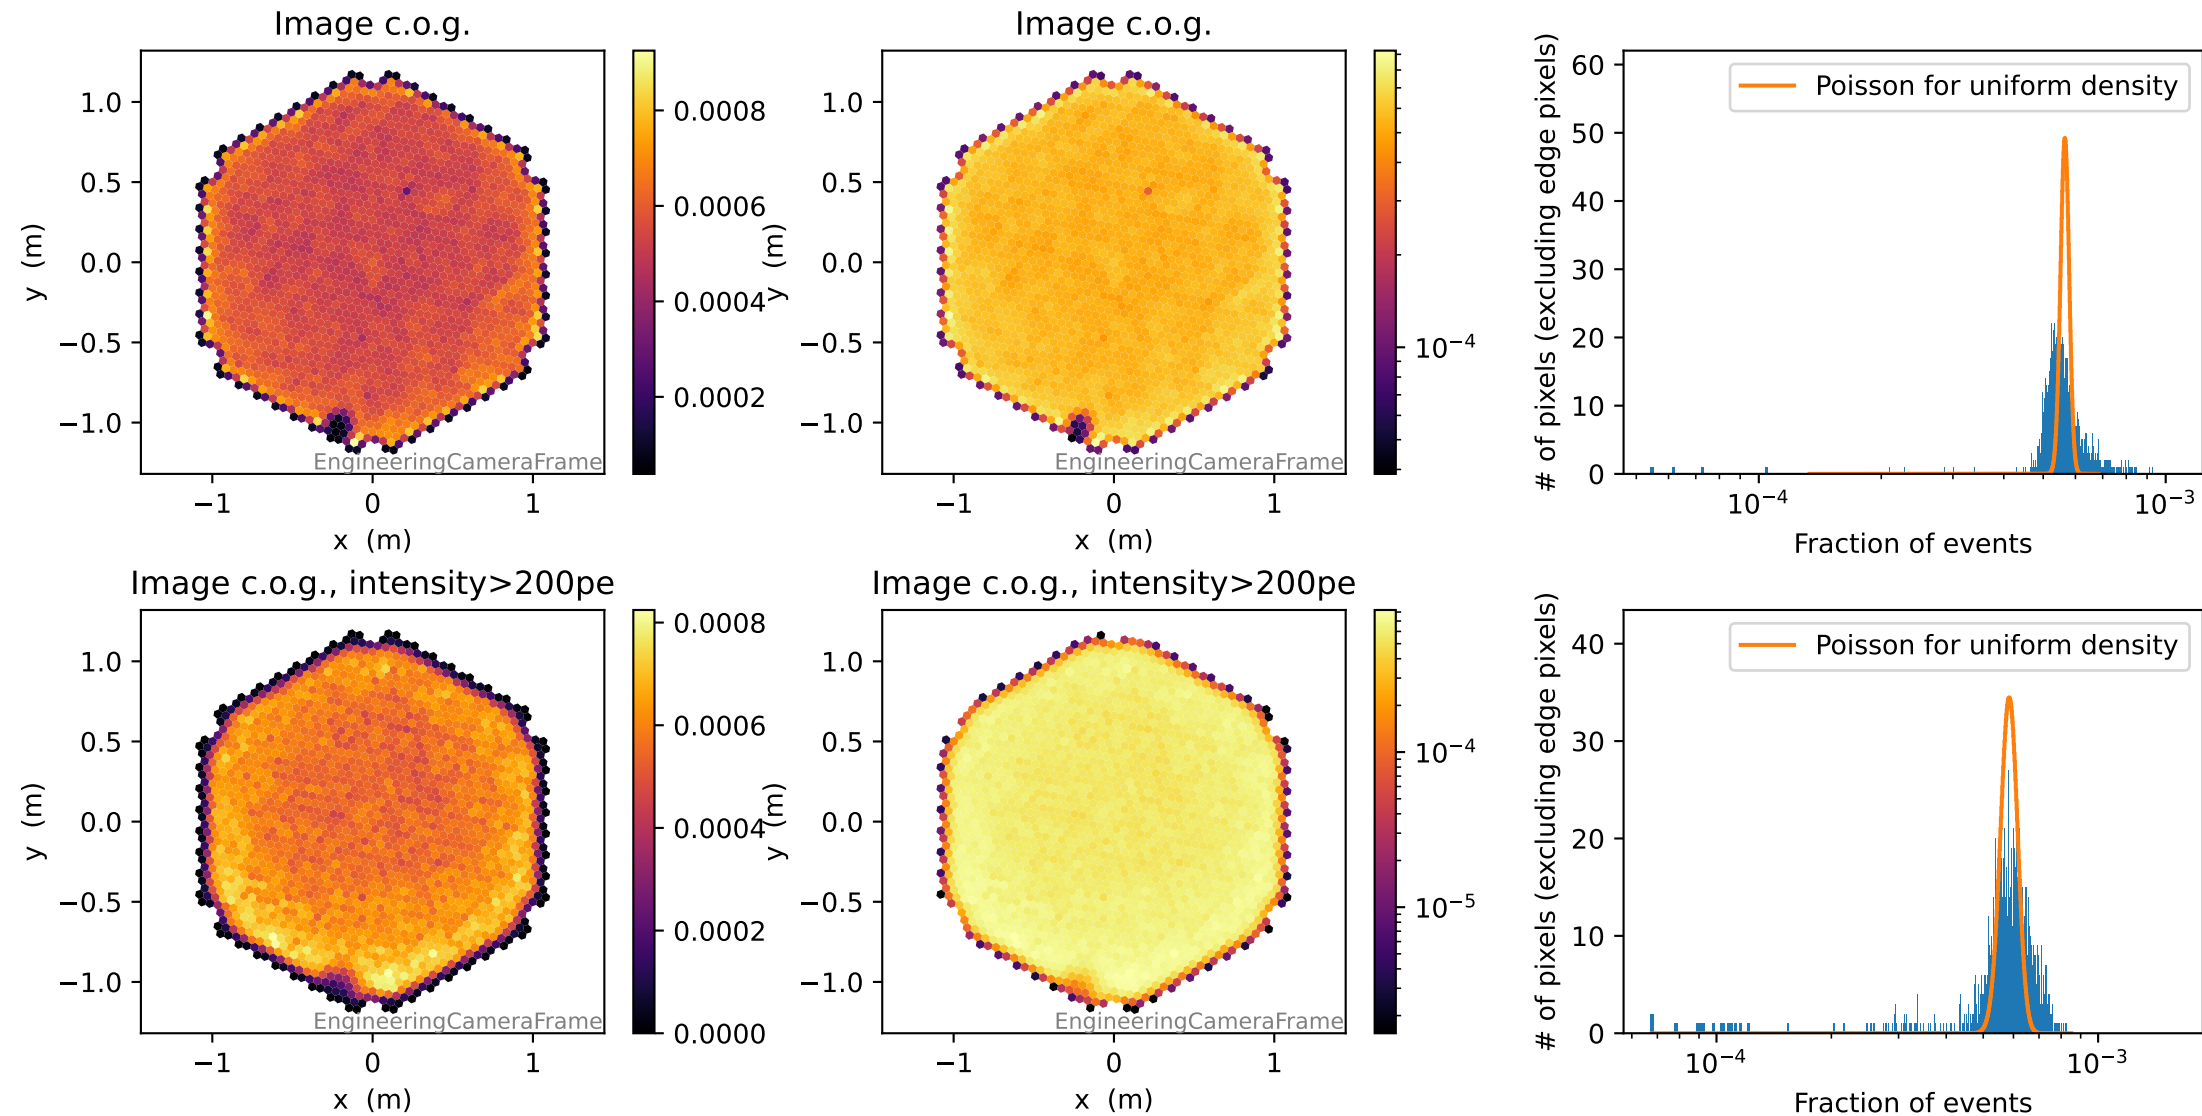 Image c.o.g.
1.0
0.5
0.0
−0.5
−1.0
y (m)
−1
0
1
x (m)
EngineeringCameraFrame
0.0008
0.0006
0.0004
0.0002
Image c.o.g.
1.0
0.5
0.0
−0.5
−1.0
y (m)
−1
0
1
x (m)
EngineeringCameraFrame
10⁻⁴
Poisson for uniform density
60
50
40
30
20
10
0
# of pixels (excluding edge pixels)
10⁻⁴
10⁻³
Fraction of events
Image c.o.g., intensity>200pe
1.0
0.5
0.0
−0.5
−1.0
y (m)
−1
0
1
x (m)
EngineeringCameraFrame
0.0008
0.0006
0.0004
0.0002
0.0000
Image c.o.g., intensity>200pe
1.0
0.5
0.0
−0.5
−1.0
y (m)
−1
0
1
x (m)
EngineeringCameraFrame
10⁻⁴
10⁻⁵
Poisson for uniform density
40
30
20
10
0
# of pixels (excluding edge pixels)
10⁻⁴
10⁻³
Fraction of events